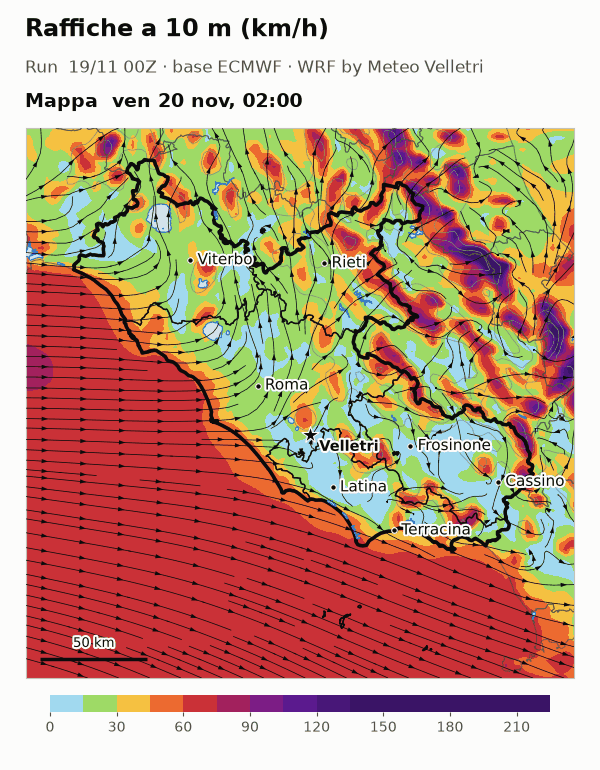 Raffiche a 10 m (km/h)
Run  19/11 00Z · base ECMWF · WRF by Meteo Velletri
Mappa  ven 20 nov, 02:00
Viterbo
Rieti
Roma
Velletri
Frosinone
Cassino
Latina
Terracina
50 km
0 30 60 90 120 150 180 210